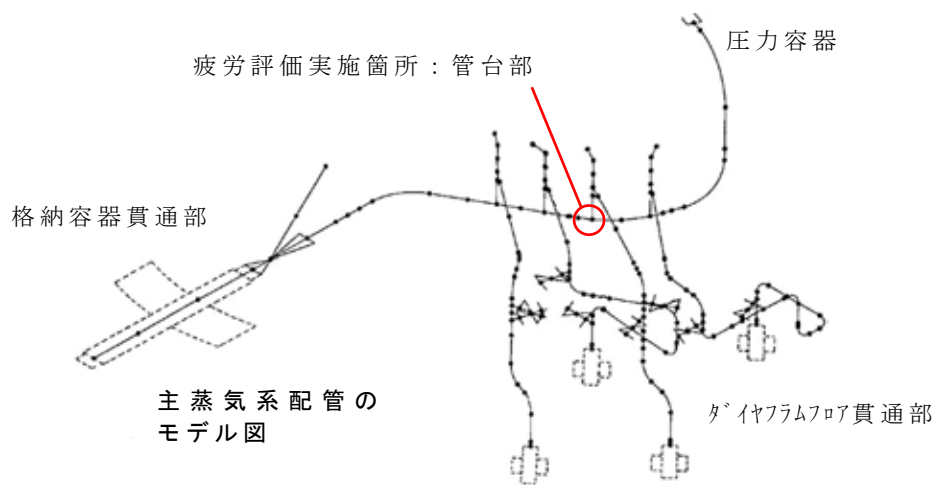 圧力容器
疲労評価実施箇所：管台部
格納容器貫通部
主蒸気系配管の
モデル図
ﾀﾞｲﾔﾌﾗﾑﾌﾛｱ貫通部